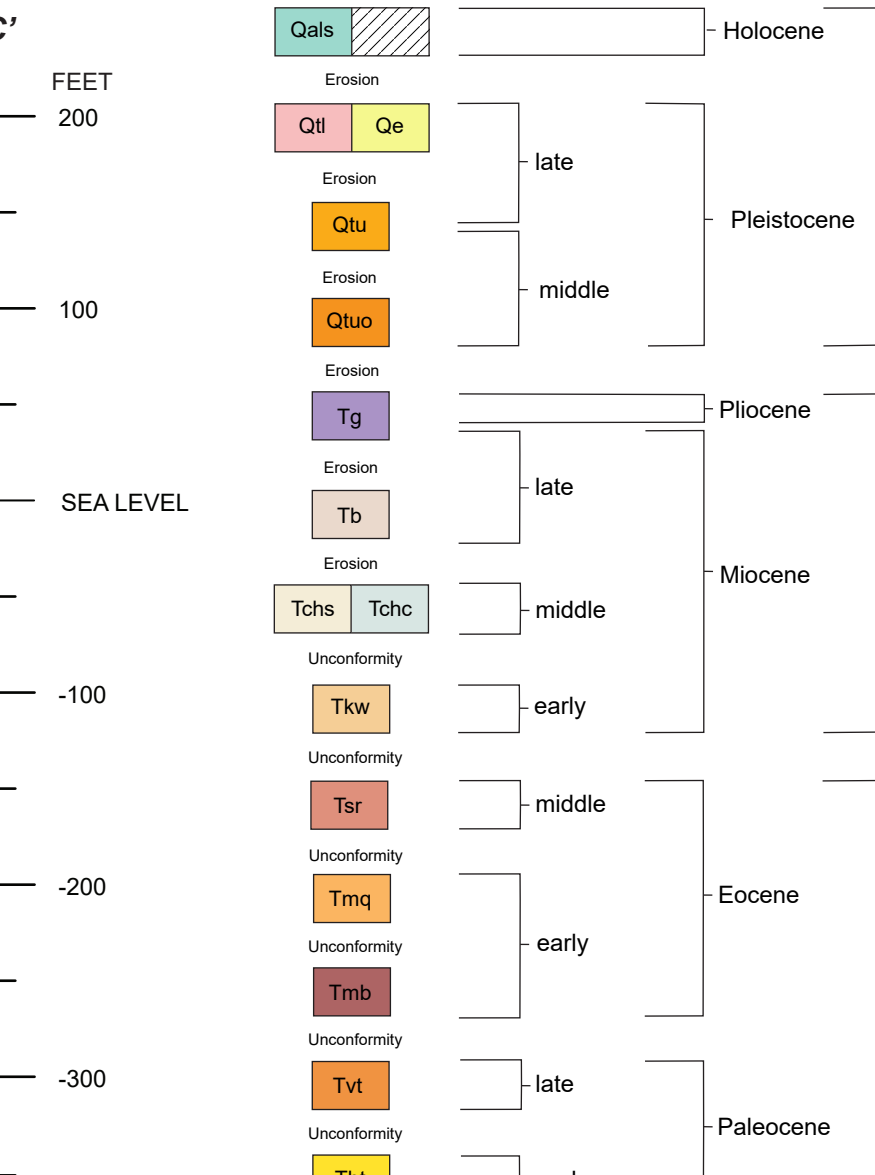 C’
FEET
200
100
SEA LEVEL
-100
-200
-300
Qals
Holocene
Erosion
Qtl Qe
late
Erosion
Qtu
Pleistocene
Erosion
middle
Qtuo
Erosion
Tg
Pliocene
Erosion
late
Tb
Erosion
Miocene
Tchs Tchc
middle
Unconformity
Tkw
early
Unconformity
Tsr
middle
Unconformity
Tmq
Eocene
early
Unconformity
Tmb
Unconformity
Tvt
late
Paleocene
Unconformity